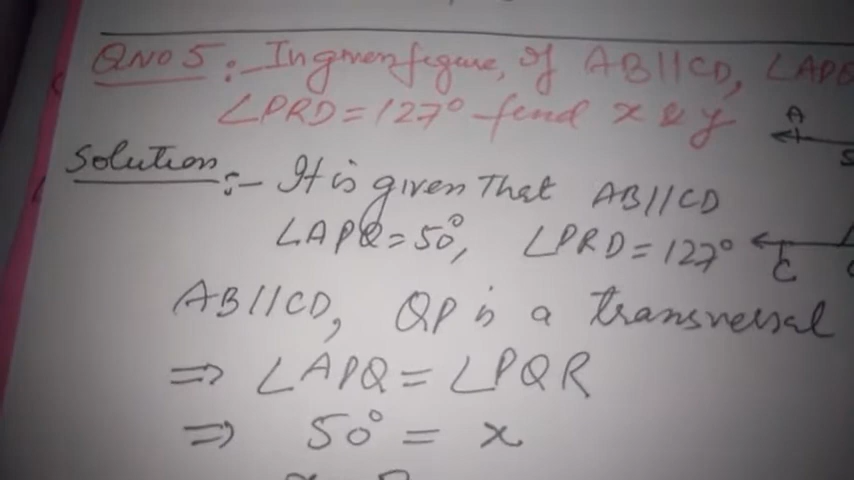 QNO 5:- In given figure, if AB||CD, ∠APQ
∠PRD = 127° find x & y
A
Solution:- It is given That AB||CD
∠APQ = 50°, ∠PRD = 127°
C
AB||CD, QP is a transversal
⇒ ∠APQ = ∠PQR
⇒ 50° = x